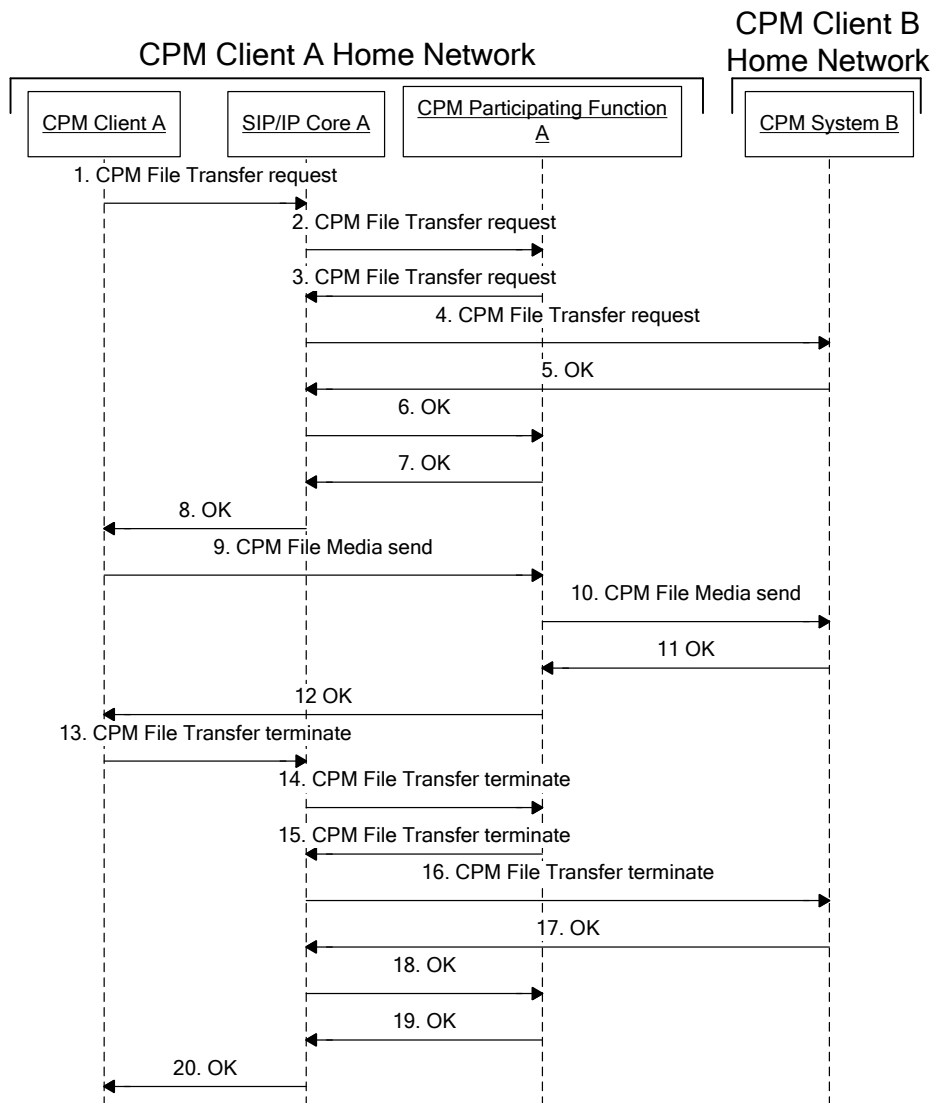 CPM Client A Home Network
CPM Client B
Home Network
CPM Client A
SIP/IP Core A
CPM Participating Function
A
CPM System B
1. CPM File Transfer request
2. CPM File Transfer request
3. CPM File Transfer request
4. CPM File Transfer request
5. OK
6. OK
7. OK
8. OK
9. CPM File Media send
10. CPM File Media send
11 OK
12 OK
13. CPM File Transfer terminate
14. CPM File Transfer terminate
15. CPM File Transfer terminate
16. CPM File Transfer terminate
17. OK
18. OK
19. OK
20. OK